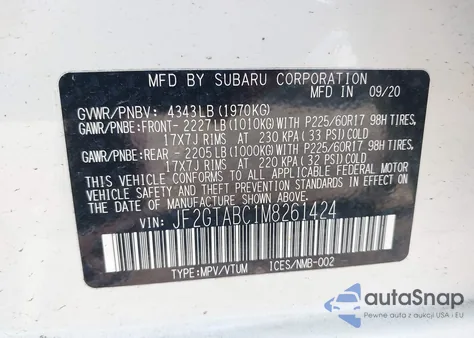 MFD BY SUBARU CORPORATION
MFD IN 09/20
GVWR/PNBV: 4343LB (1970KG)
GAWR/PNBE: FRONT- 2227LB (1010KG) WITH P225/60R17 98H TIRES,
17X7J RIMS AT 230 KPA ( 33 PSI) COLD
GAWR/PNBE: REAR - 2205LB (1000KG) WITH P225/60R17 98H TIRES,
17X7J RIMS AT 220 KPA ( 32 PSI) COLD
THIS VEHICLE CONFORMS TO ALL APPLICABLE FEDERAL MOTOR
VEHICLE SAFETY AND THEFT PREVENTION STANDARDS IN EFFECT ON
THE DATE OF MANUFACTURE SHOWN ABOVE.
VIN: JF2GTABC1M8261424
TYPE:MPV/VTUM ICES/NMB-002
autoSnap
Pewne auta z USA i EU